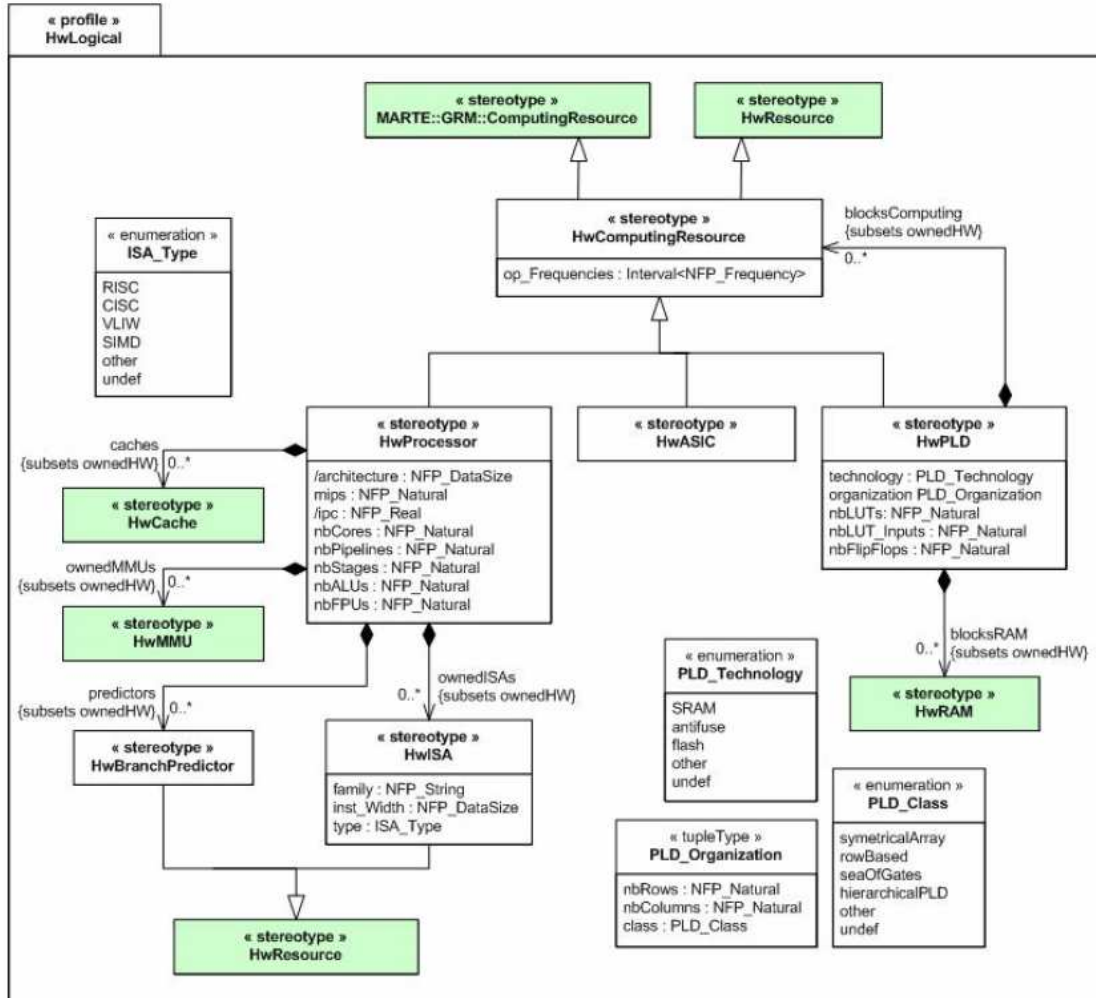 « profile »
HwLogical
« stereotype »
MARTE::GRM::ComputingResource
« stereotype »
HwResource
« stereotype »
HwComputingResource
op_Frequencies : Interval<NFP_Frequency>
blocksComputing
{subsets ownedHW}
0..*
« enumeration »
ISA_Type
RISC
CISC
VLIW
SIMD
other
undef
« stereotype »
HwProcessor
/architecture : NFP_DataSize
mips : NFP_Natural
/ipc : NFP_Real
nbCores : NFP_Natural
nbPipelines : NFP_Natural
nbStages : NFP_Natural
nbALUs : NFP_Natural
nbFPUs : NFP_Natural
« stereotype »
HwASIC
« stereotype »
HwPLD
technology : PLD_Technology
organization PLD_Organization
nbLUTs: NFP_Natural
nbLUT_Inputs : NFP_Natural
nbFlipFlops : NFP_Natural
caches
{subsets ownedHW}
0..*
« stereotype »
HwCache
ownedMMUs
{subsets ownedHW}
0..*
« stereotype »
HwMMU
predictors
{subsets ownedHW}
0..*
« stereotype »
HwBranchPredictor
ownedISAs
{subsets ownedHW}
0..*
« stereotype »
HwISA
family : NFP_String
inst_Width : NFP_DataSize
type : ISA_Type
« stereotype »
HwResource
blocksRAM
{subsets ownedHW}
0..*
« stereotype »
HwRAM
« enumeration »
PLD_Technology
SRAM
antifuse
flash
other
undef
« tupleType »
PLD_Organization
nbRows : NFP_Natural
nbColumns : NFP_Natural
class : PLD_Class
« enumeration »
PLD_Class
symetricalArray
rowBased
seaOfGates
hierarchicalPLD
other
undef